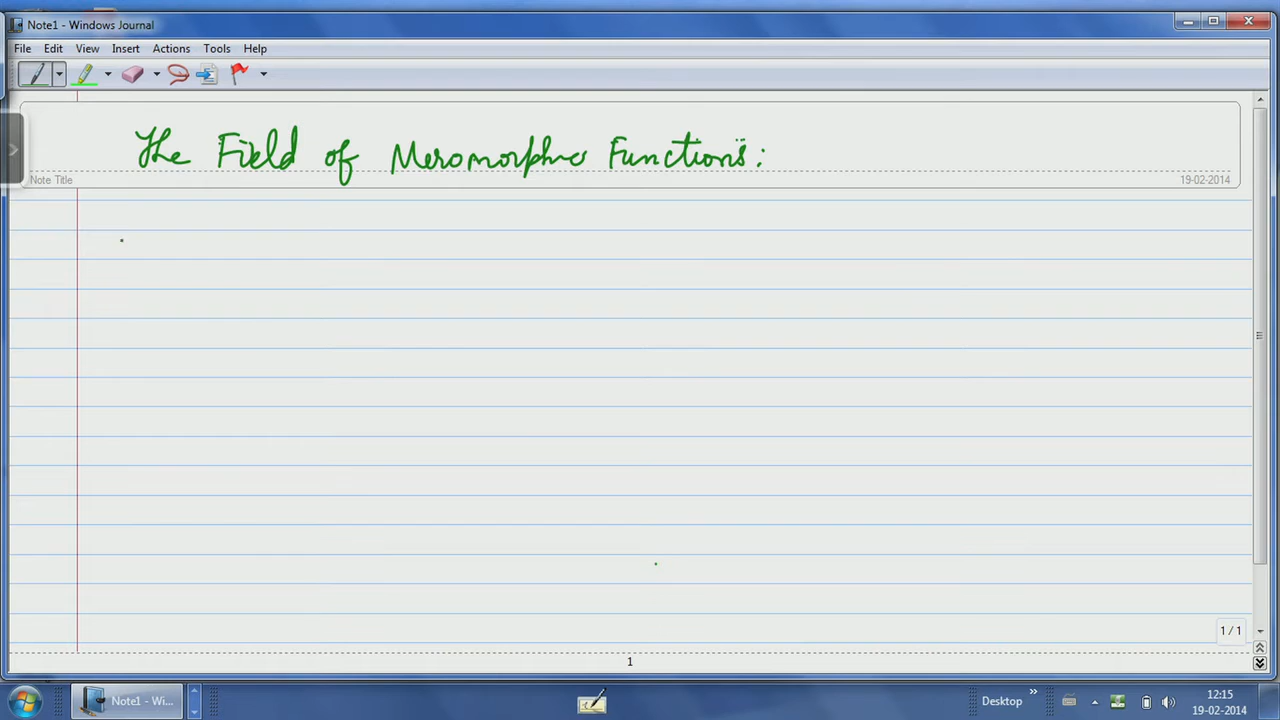 Note1 - Windows Journal
File Edit View Insert Actions Tools Help
The Field of Meromorphic Functions:
Note Title
19-02-2014
1 / 1
1
Note1 - Wi...
Desktop
12:15
19-02-2014